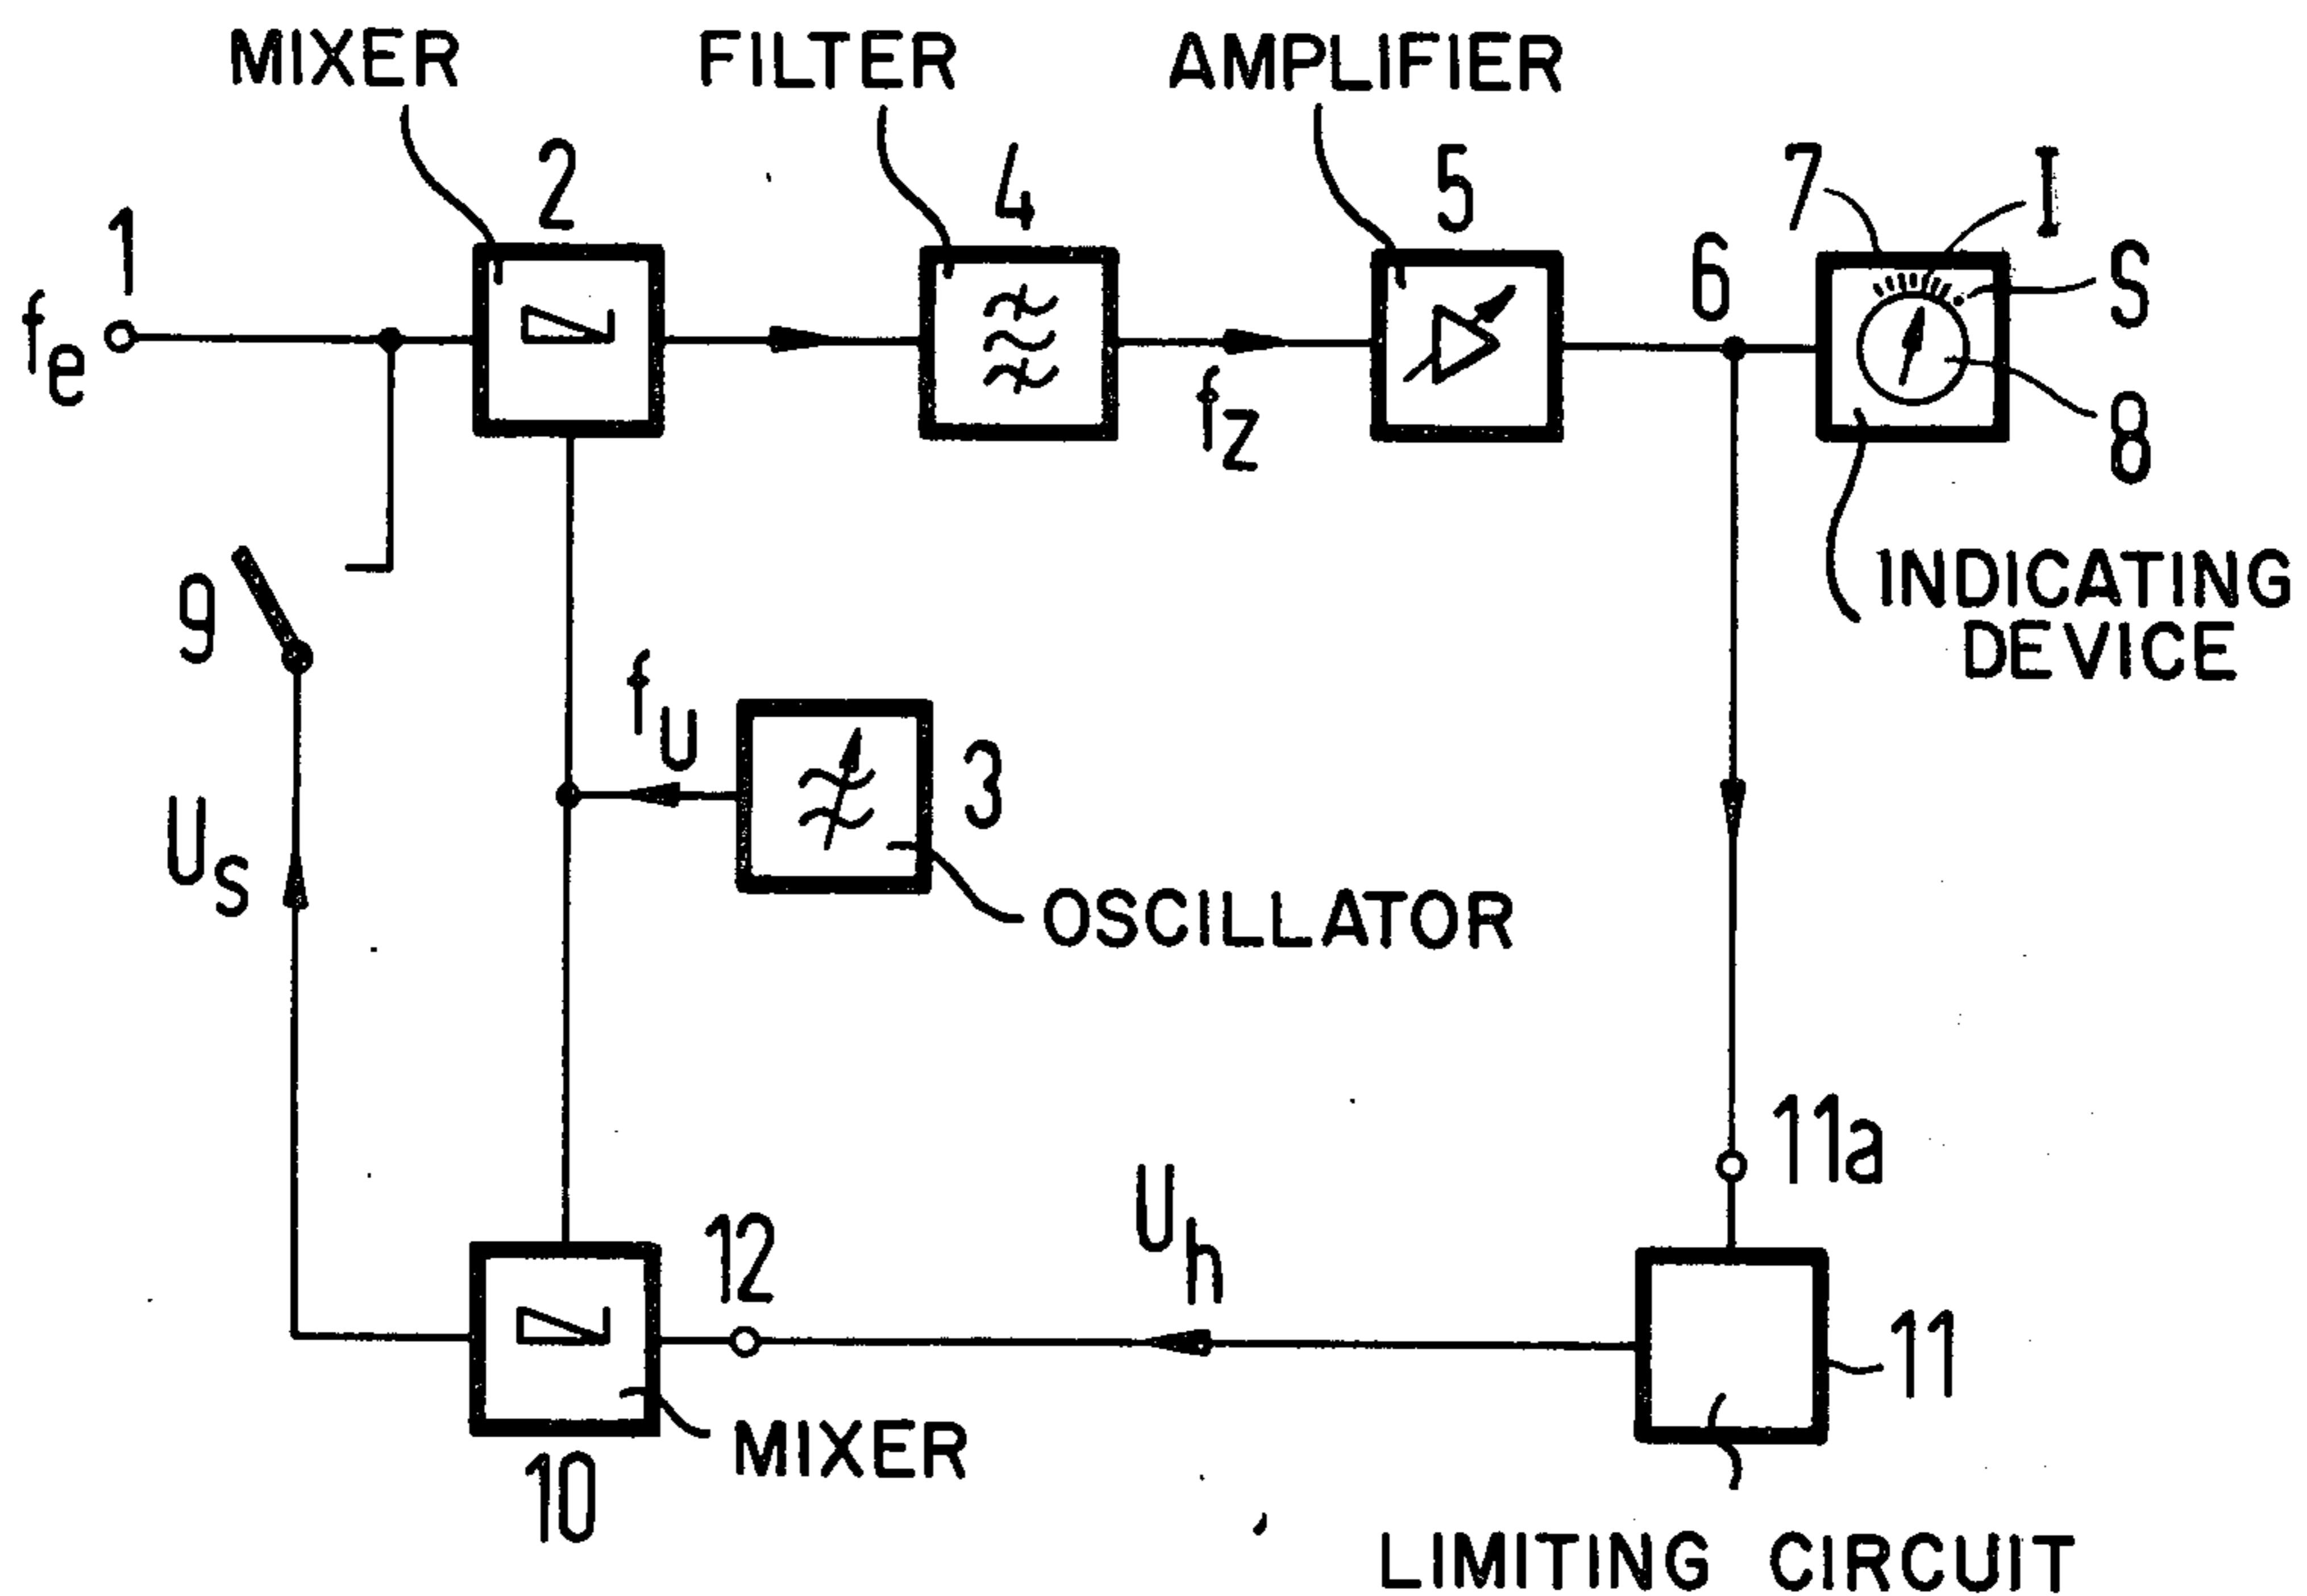 MIXER
FILTER
AMPLIFIER
1
2
4
5
6
7
I
S
8
fe
fz
INDICATING
DEVICE
9
fu
3
OSCILLATOR
Us
11a
12
Uh
11
MIXER
10
LIMITING CIRCUIT